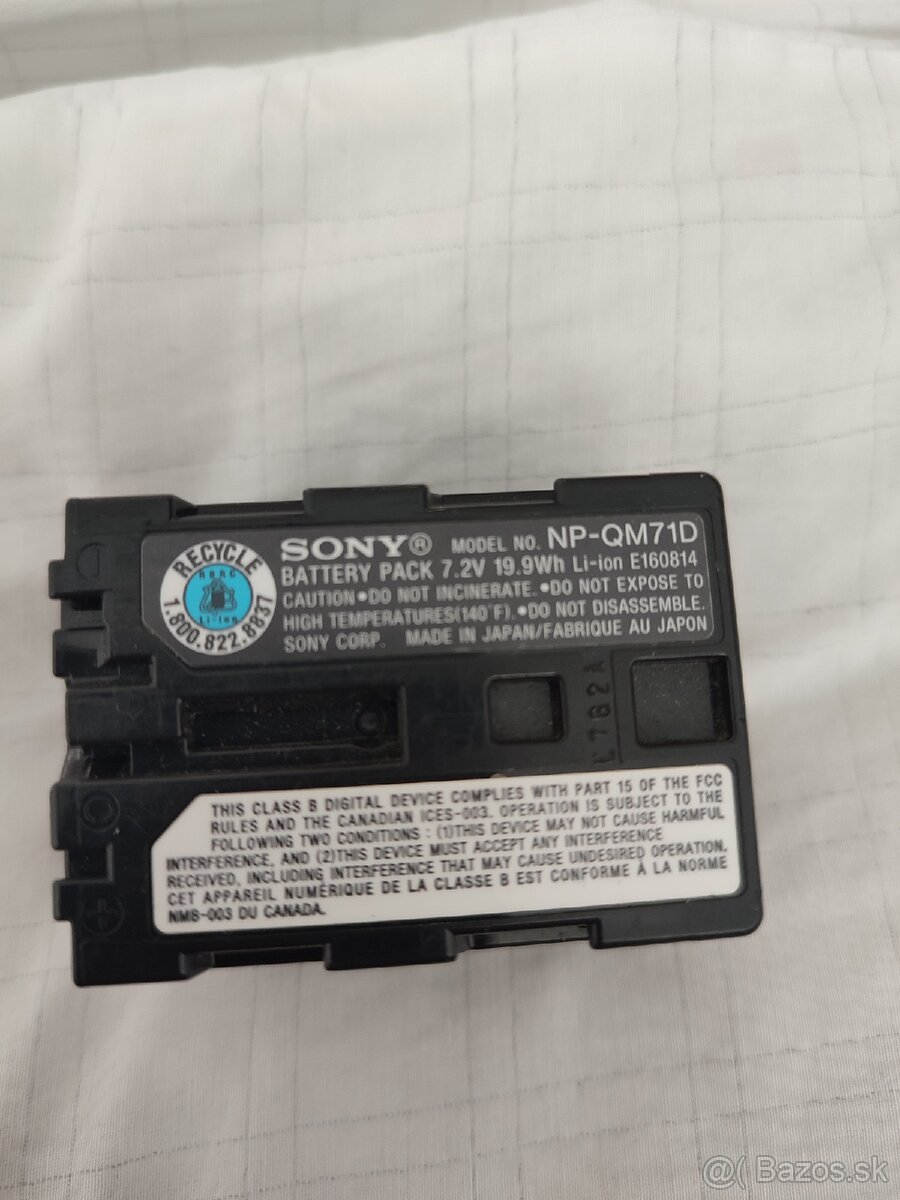 RECYCLE
RBRC
Li-ion
1.800.822.8837
SONY® MODEL NO. NP-QM71D
BATTERY PACK 7.2V 19.9Wh Li-ion E160814
CAUTION •DO NOT INCINERATE. •DO NOT EXPOSE TO
HIGH TEMPERATURES(140°F). •DO NOT DISASSEMBLE.
SONY CORP. MADE IN JAPAN/FABRIQUE AU JAPON
C
THIS CLASS B DIGITAL DEVICE COMPLIES WITH PART 15 OF THE FCC
RULES AND THE CANADIAN ICES-003. OPERATION IS SUBJECT TO THE
FOLLOWING TWO CONDITIONS : (1)THIS DEVICE MAY NOT CAUSE HARMFUL
INTERFERENCE, AND (2)THIS DEVICE MUST ACCEPT ANY INTERFERENCE
RECEIVED, INCLUDING INTERFERENCE THAT MAY CAUSE UNDESIRED OPERATION.
CET APPAREIL NUMÉRIQUE DE LA CLASSE B EST CONFORME À LA NORME
NMB-003 DU CANADA.
@( Bazos.sk